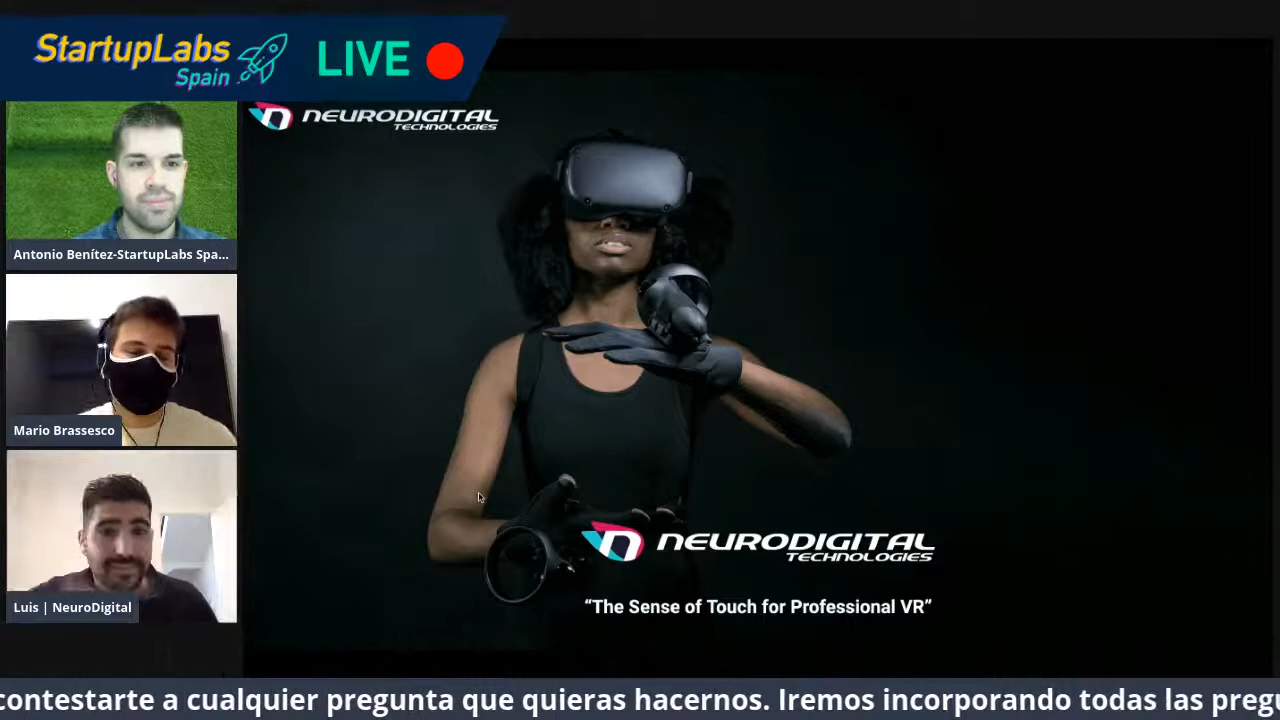 StartupLabs
Spain
LIVE
NEURODIGITAL
TECHNOLOGIES
Antonio Benítez-StartupLabs Spa...
Mario Brassesco
Luis | NeuroDigital
NEURODIGITAL
TECHNOLOGIES
“The Sense of Touch for Professional VR”
contestarte a cualquier pregunta que quieras hacernos. Iremos incorporando todas las pregu